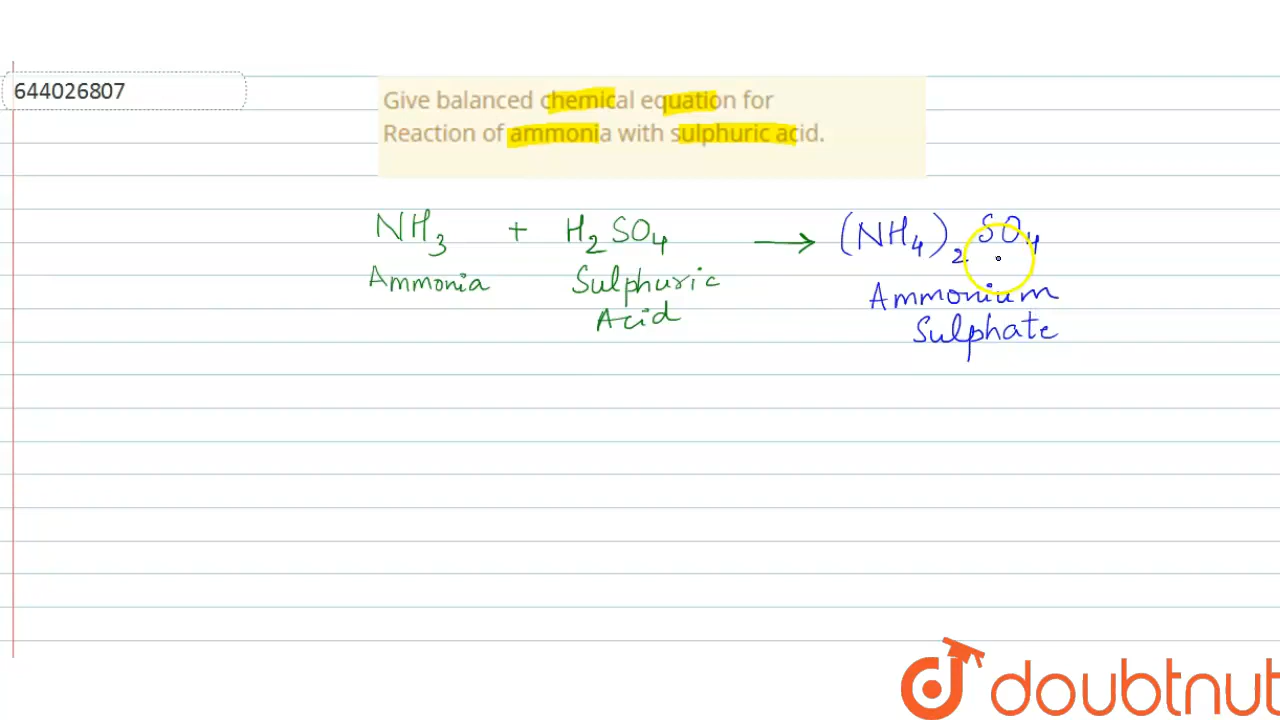 644026807
Give balanced chemical equation for
Reaction of ammonia with sulphuric acid.
NH₃ + H₂SO₄ → (NH₄)₂SO₄
Ammonia Sulphuric Ammonium
Acid Sulphate
doubtnut